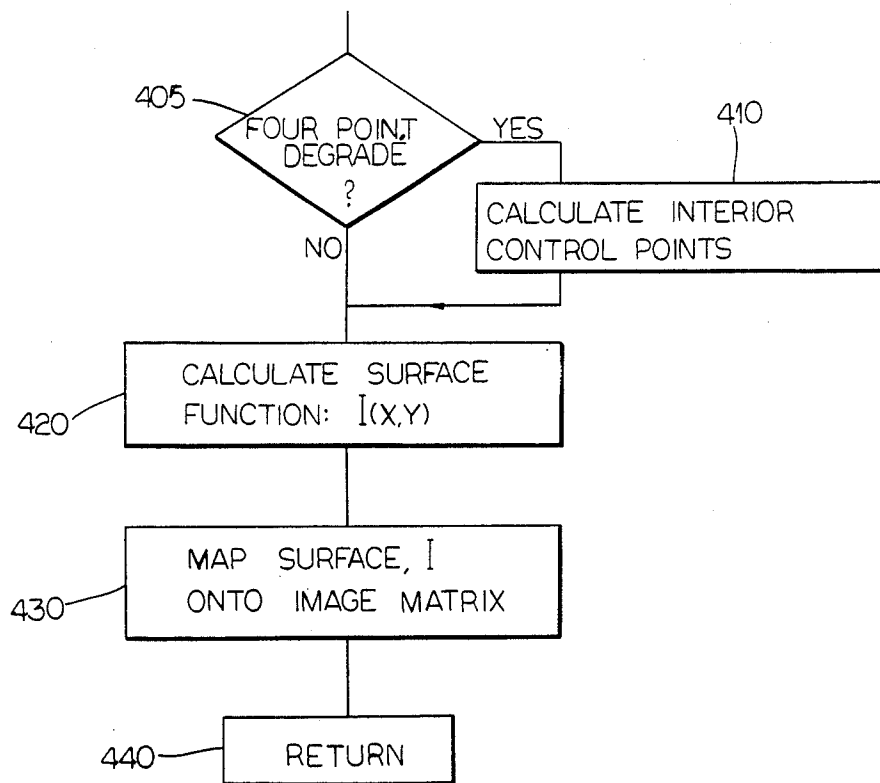 405
FOUR POINT
DEGRADÉ
?
YES
410
CALCULATE INTERIOR
CONTROL POINTS
NO
CALCULATE SURFACE
FUNCTION: I(X,Y)
420
MAP SURFACE, I
ONTO IMAGE MATRIX
430
RETURN
440